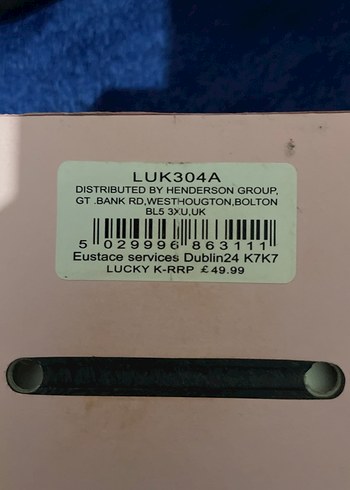 LUK304A
DISTRIBUTED BY HENDERSON GROUP,
GT .BANK RD,WESTHOUGTON,BOLTON
BL5 3XU,UK
5 029996 863111
Eustace services Dublin24 K7K7
LUCKY K-RRP £49.99